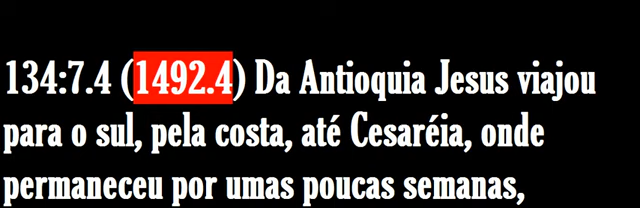 134:7.4 (1492.4) Da Antioquia Jesus viajou
para o sul, pela costa, até Cesaréia, onde
permaneceu por umas poucas semanas,